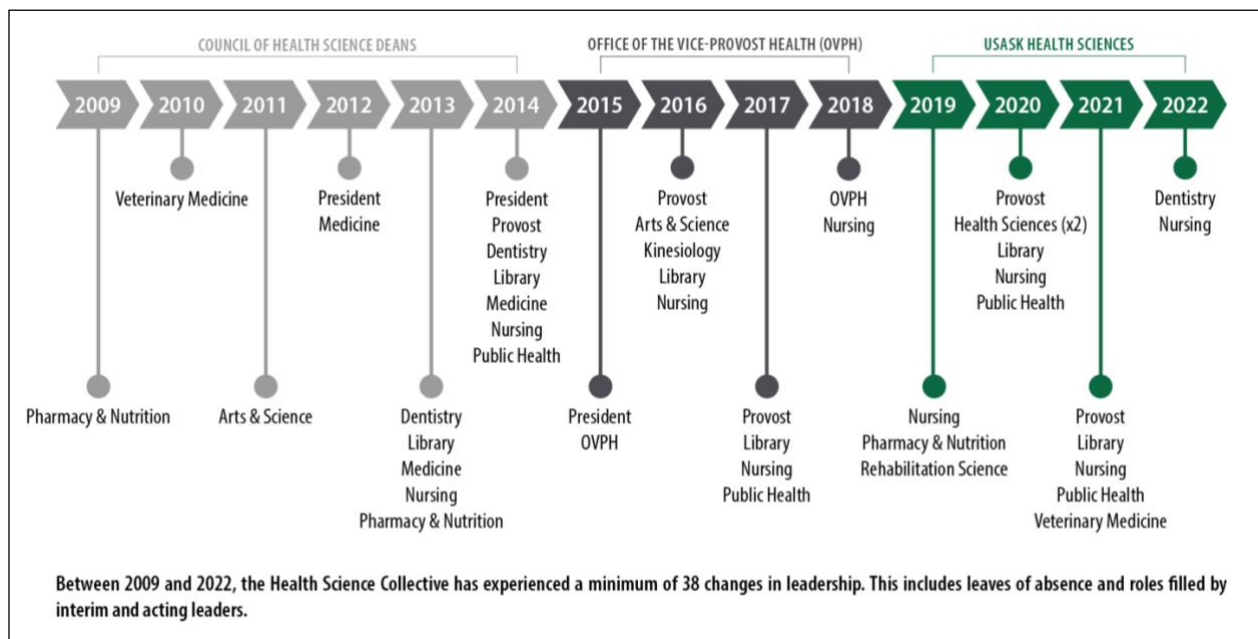 COUNCIL OF HEALTH SCIENCE DEANS
OFFICE OF THE VICE-PROVOST HEALTH (OVPH)
USASK HEALTH SCIENCES
2009
2010
2011
2012
2013
2014
2015
2016
2017
2018
2019
2020
2021
2022
Veterinary Medicine
President
Medicine
President
Provost
Dentistry
Library
Medicine
Nursing
Public Health
Provost
Arts & Science
Kinesiology
Library
Nursing
OVPH
Nursing
Provost
Health Sciences (x2)
Library
Nursing
Public Health
Dentistry
Nursing
Pharmacy & Nutrition
Arts & Science
Dentistry
Library
Medicine
Nursing
Pharmacy & Nutrition
President
OVPH
Provost
Library
Nursing
Public Health
Nursing
Pharmacy & Nutrition
Rehabilitation Science
Provost
Library
Nursing
Public Health
Veterinary Medicine
Between 2009 and 2022, the Health Science Collective has experienced a minimum of 38 changes in leadership. This includes leaves of absence and roles filled by
interim and acting leaders.